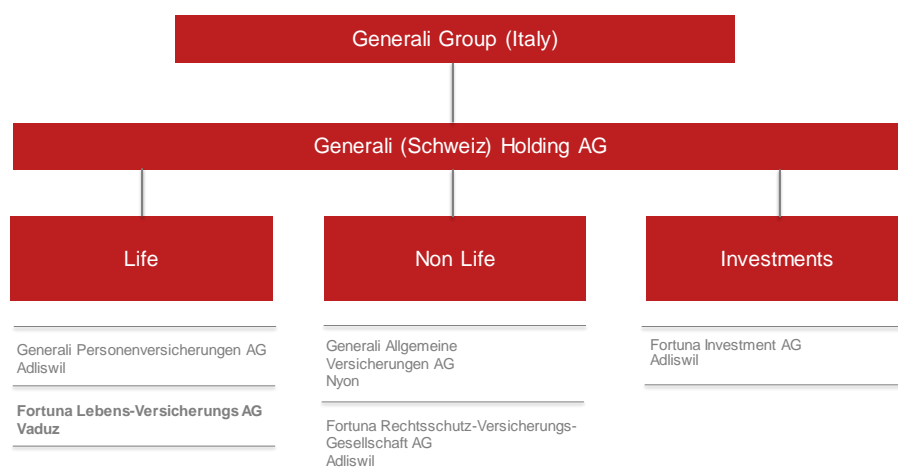 Generali Group (Italy)
Generali (Schweiz) Holding AG
Life
Non Life
Investments
Generali Personenversicherungen AG
Adliswil
Fortuna Lebens-Versicherungs AG
Vaduz
Generali Allgemeine
Versicherungen AG
Nyon
Fortuna Rechtsschutz-Versicherungs-
Gesellschaft AG
Adliswil
Fortuna Investment AG
Adliswil